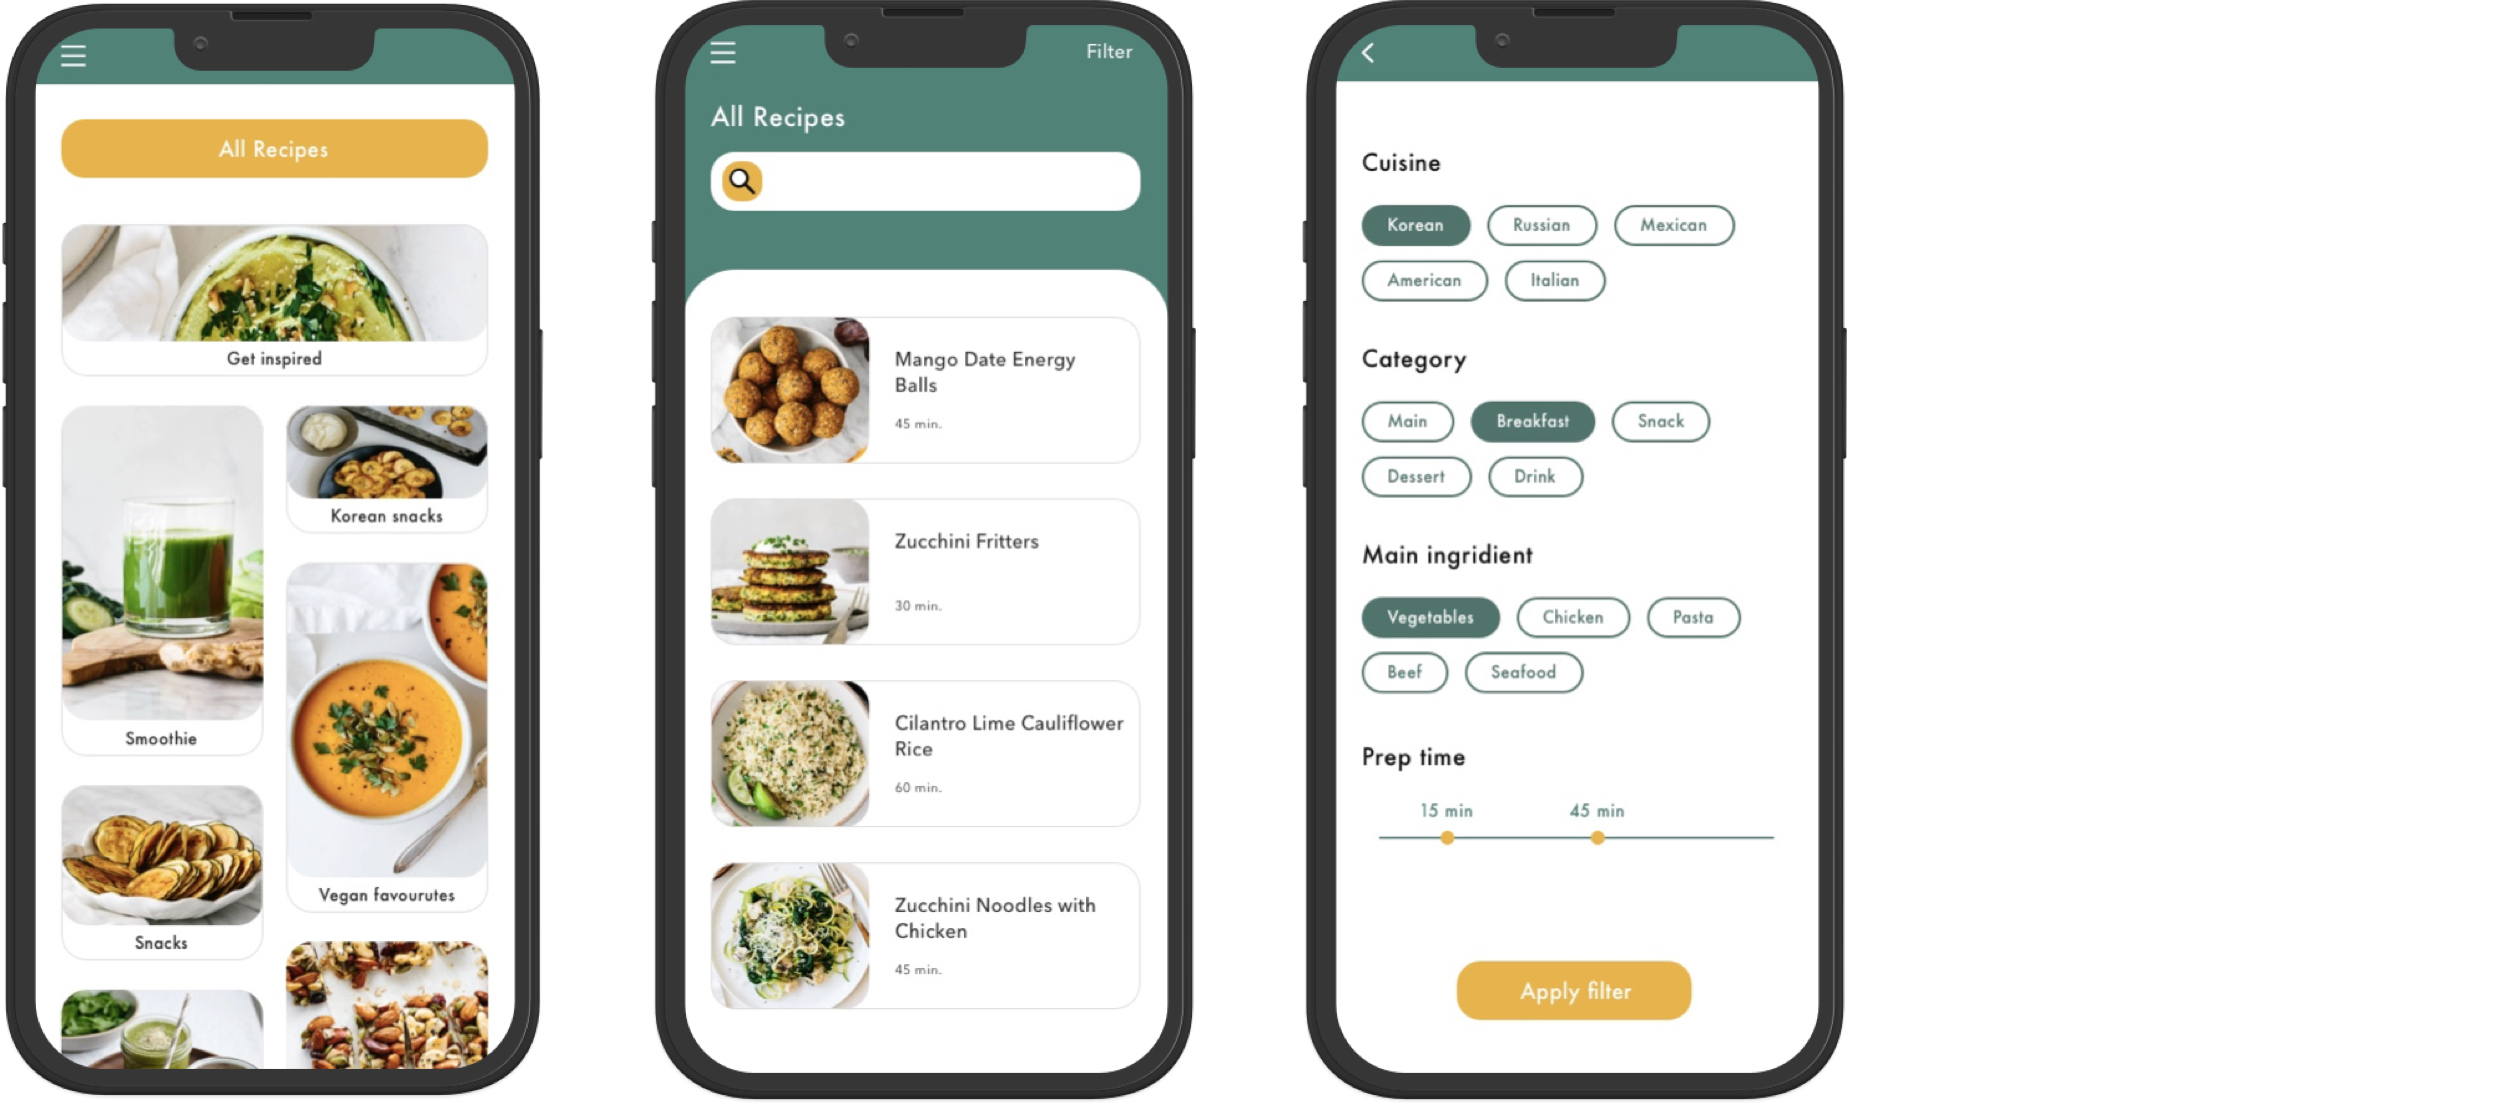 All Recipes
Get inspired
Korean snacks
Smoothie
Vegan favourutes
Snacks
Filter
All Recipes
Mango Date Energy
Balls
45 min.
Zucchini Fritters
30 min.
Cilantro Lime Cauliflower
Rice
60 min.
Zucchini Noodles with
Chicken
45 min.
Cuisine
Korean Russian Mexican
American Italian
Category
Main Breakfast Snack
Dessert Drink
Main ingridient
Vegetables Chicken Pasta
Beef Seafood
Prep time
15 min 45 min
Apply filter